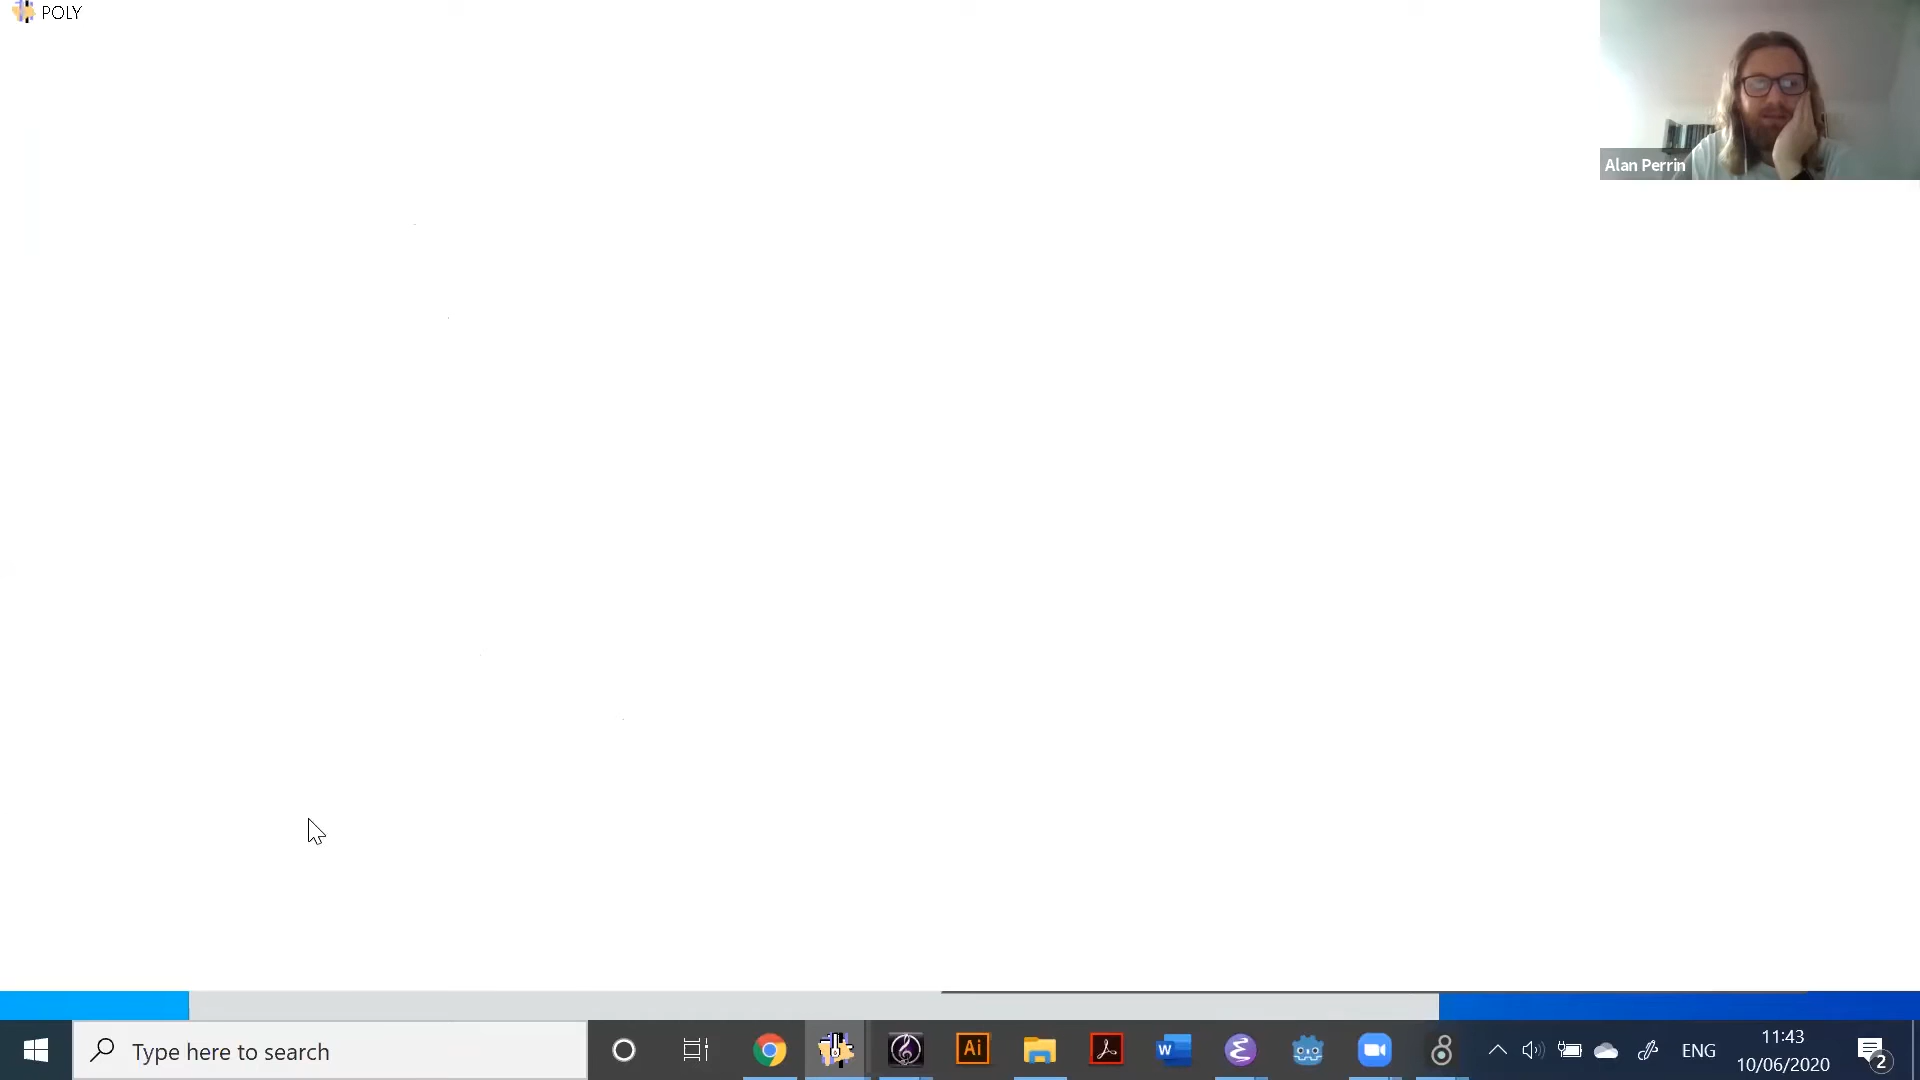 POLY
Alan Perrin
Type here to search
Ai
W
ENG
11:43
10/06/2020
2